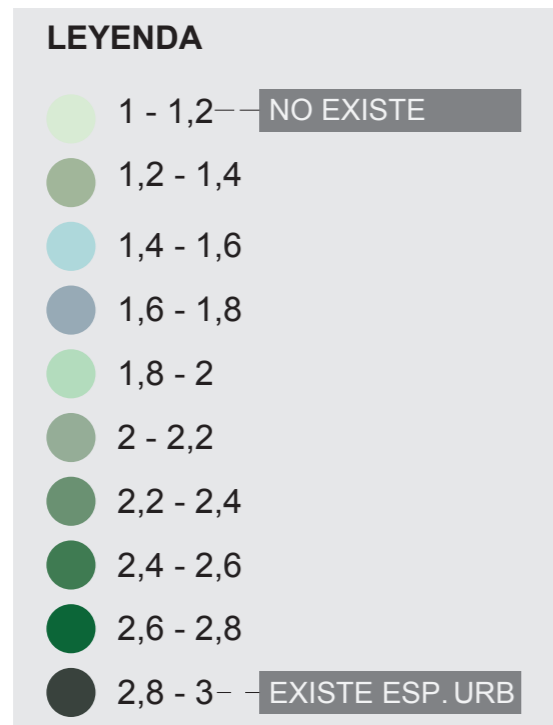 LEYENDA
1 - 1,2 NO EXISTE
1,2 - 1,4
1,4 - 1,6
1,6 - 1,8
1,8 - 2
2 - 2,2
2,2 - 2,4
2,4 - 2,6
2,6 - 2,8
2,8 - 3 EXISTE ESP. URB